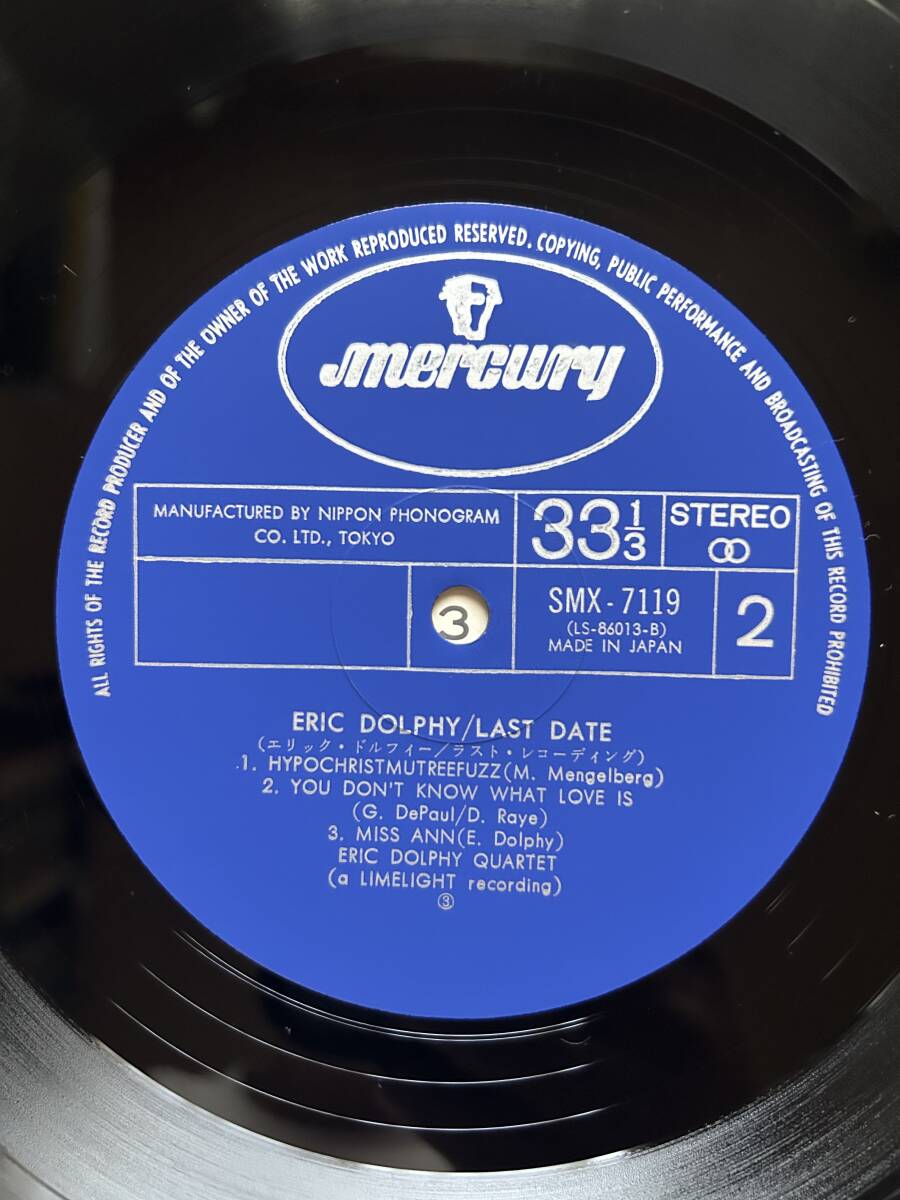 ALL RIGHTS OF THE RECORD PRODUCER AND OF THE OWNER OF THE WORK REPRODUCED RESERVED. COPYING, PUBLIC PERFORMANCE AND BROADCASTING OF THIS RECORD PROHIBITED
mercury
MANUFACTURED BY NIPPON PHONOGRAM
CO. LTD., TOKYO
33 1/3
STEREO
3
SMX-7119
(LS-86013-B)
MADE IN JAPAN
2
ERIC DOLPHY/LAST DATE
(エリック・ドルフィー/ラスト・レコーディング)
1. HYPOCHRISTMUTREEFUZZ(M. Mengelberg)
2. YOU DON'T KNOW WHAT LOVE IS
(G. DePaul/D. Raye)
3. MISS ANN(E. Dolphy)
ERIC DOLPHY QUARTET
(a LIMELIGHT recording)
③